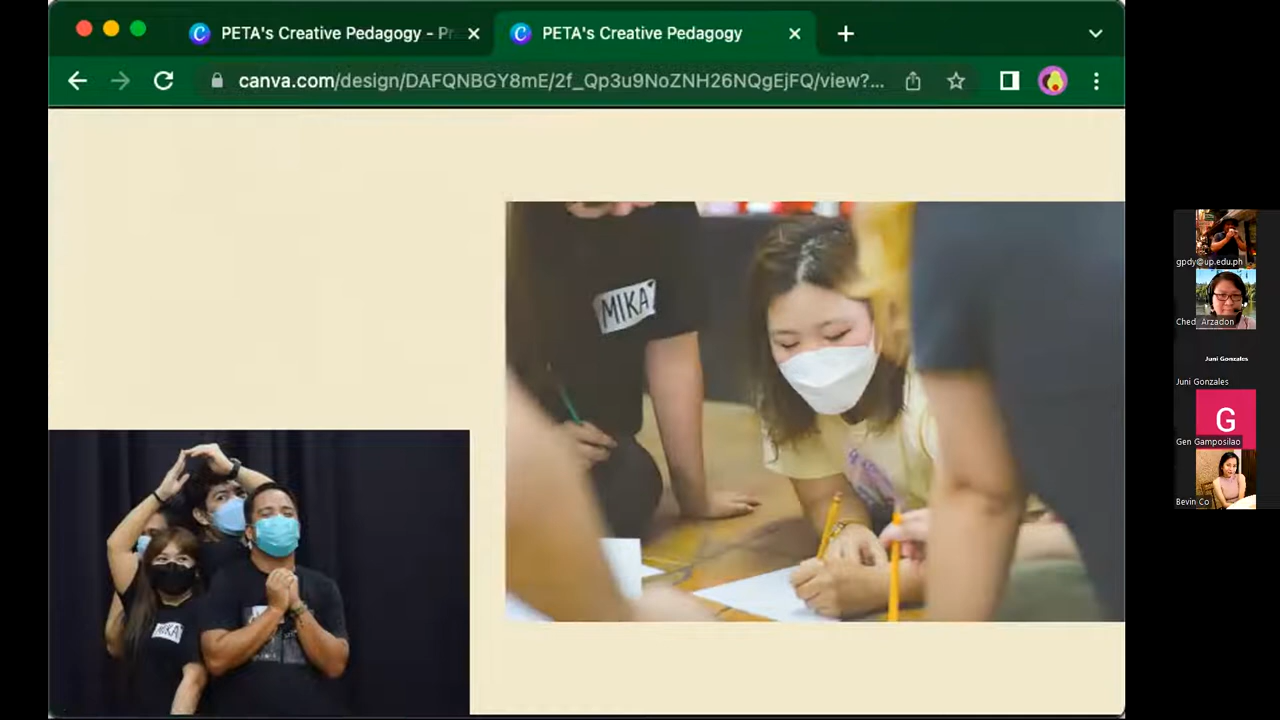 PETA's Creative Pedagogy - Pr
PETA's Creative Pedagogy
canva.com/design/DAFQNBGY8mE/2f_Qp3u9NoZNH26NQgEjFQ/view?...
MIKA
MIKA
gpdy@up.edu.ph
Ched Arzadon
Juni Gonzales
Juni Gonzales
G
Gen Gamposilao
Bevin Co